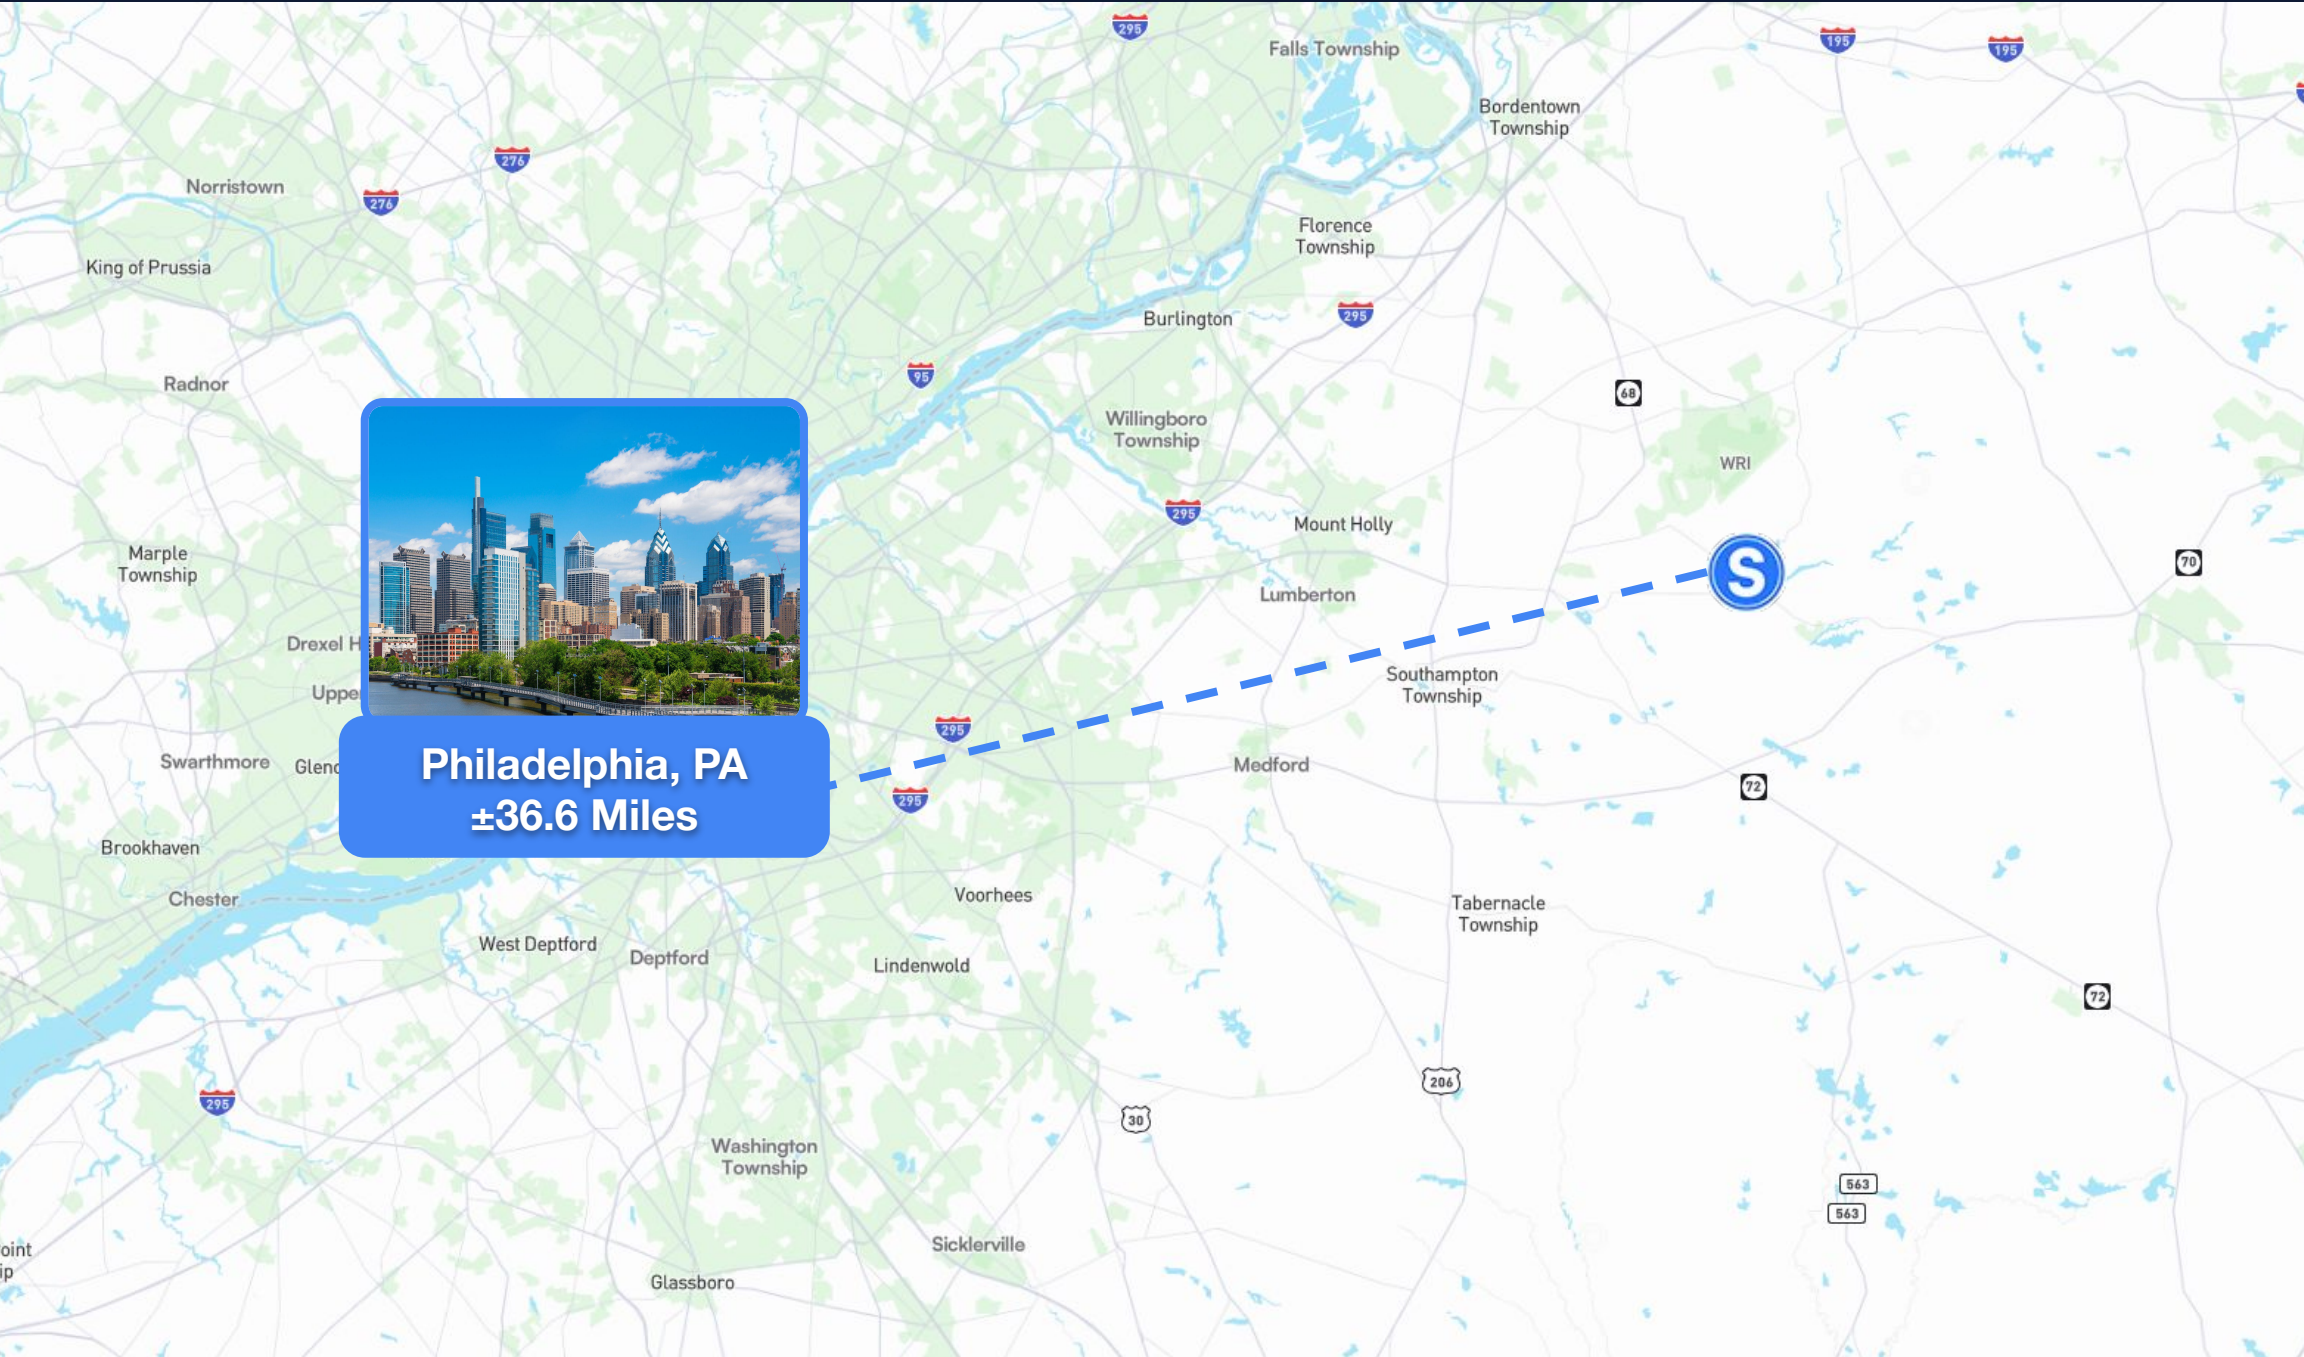 295
Falls Township
195
195
Bordentown
Township
276
Norristown
276
Florence
Township
King of Prussia
Burlington
295
95
Radnor
68
Willingboro
Township
WRI
295
Mount Holly
Marple
Township
70
S
Lumberton
Drexel H
Southampton
Township
Upper
295
Swarthmore
Gleno
Philadelphia, PA
±36.6 Miles
Medford
72
295
Brookhaven
Chester
Voorhees
Tabernacle
Township
West Deptford
Deptford
Lindenwold
72
206
295
30
Washington
Township
563
563
oint
ip
Sicklerville
Glassboro